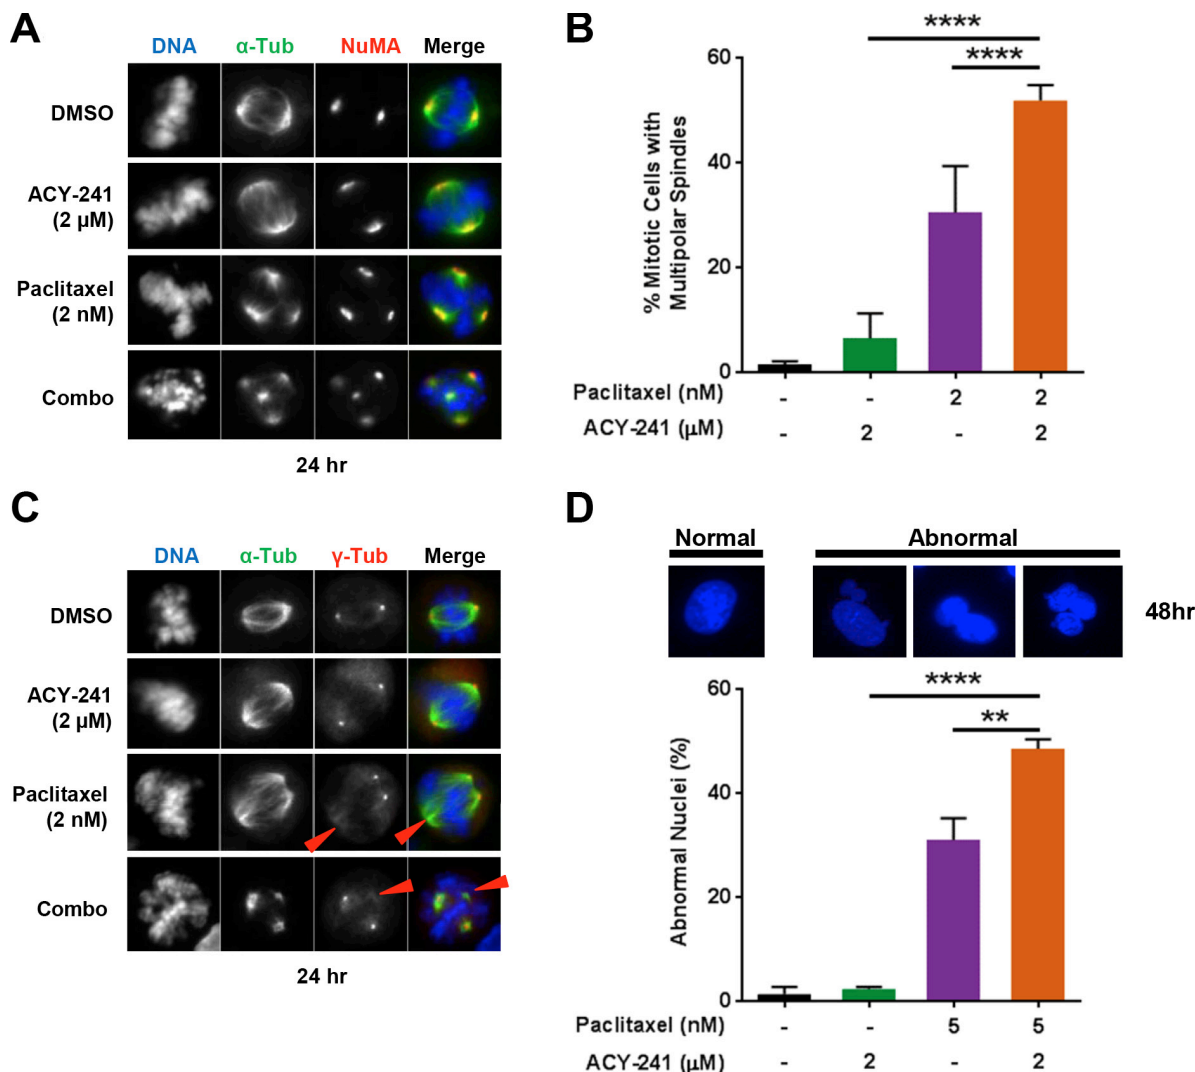 A
DNA α-Tub NuMA Merge
DMSO
ACY-241
(2 µM)
Paclitaxel
(2 nM)
Combo
24 hr
B
****
****
60
40
20
0
% Mitotic Cells with
Multipolar Spindles
Paclitaxel (nM) - - 2 2
ACY-241 (µM) - 2 - 2
C
DNA α-Tub γ-Tub Merge
DMSO
ACY-241
(2 µM)
Paclitaxel
(2 nM)
Combo
24 hr
D
Normal Abnormal
48hr
****
**
60
40
20
0
Abnormal Nuclei (%)
Paclitaxel (nM) - - 5 5
ACY-241 (µM) - 2 - 2